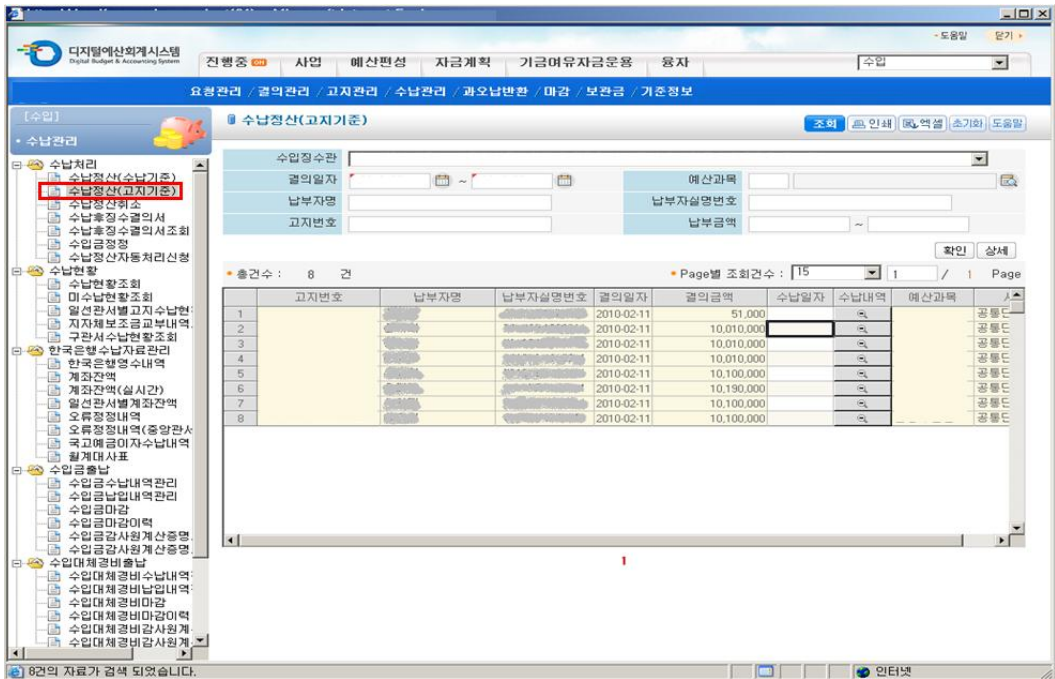 디지털예산회계시스템
Digital Budget & Accounting System
- 도움말 닫기
진행중 사업 예산편성 자금계획 기금여유자금운용 융자 수입
요청관리 / 결의관리 / 고지관리 / 수납관리 / 과오납반환 / 마감 / 보관금 / 기준정보
[수입]
• 수납관리
수납처리
수납정산(수납기준)
수납정산(고지기준)
수납정산취소
수납후징수결의서
수납후징수결의서조회
수입금정정
수납정산자동처리신청
수납현황
수납현황조회
미수납현황조회
일선관서별고지수납현
지자체보조금교부내역
구관서수납현황조회
한국은행수납자료관리
한국은행영수내역
계좌잔액
계좌잔액(실시간)
일선관서별계좌잔액
오류정정내역
오류정정내역(중앙관서
국고예금이자수납내역
월계대사표
수입금출납
수입금수납내역관리
수입금납입내역관리
수입금마감
수입금마감이력
수입금감사원계산증명
수입금감사원계산증명
수입대체경비출납
수입대체경비수납내역
수입대체경비납입내역
수입대체경비마감
수입대체경비마감이력
수입대체경비감사원계
수입대체경비감사원계
수납정산(고지기준)
조회 인쇄 엑셀 초기화 도움말
수입징수관
결의일자 ~ 예산과목
납부자명 납부자실명번호
고지번호 납부금액 ~
확인 상세
• 총건수 : 8 건 • Page별 조회건수 : 15 1 / 1 Page
고지번호 납부자명 납부자실명번호 결의일자 결의금액 수납일자 수납내역 예산과목 사
1 2010-02-11 51,000 공통
2 2010-02-11 10,010,000 공통
3 2010-02-11 10,010,000 공통
4 2010-02-11 10,010,000 공통
5 2010-02-11 10,100,000 공통
6 2010-02-11 10,190,000 공통
7 2010-02-11 10,100,000 공통
8 2010-02-11 10,100,000 공통
1
8건의 자료가 검색 되었습니다. 인터넷